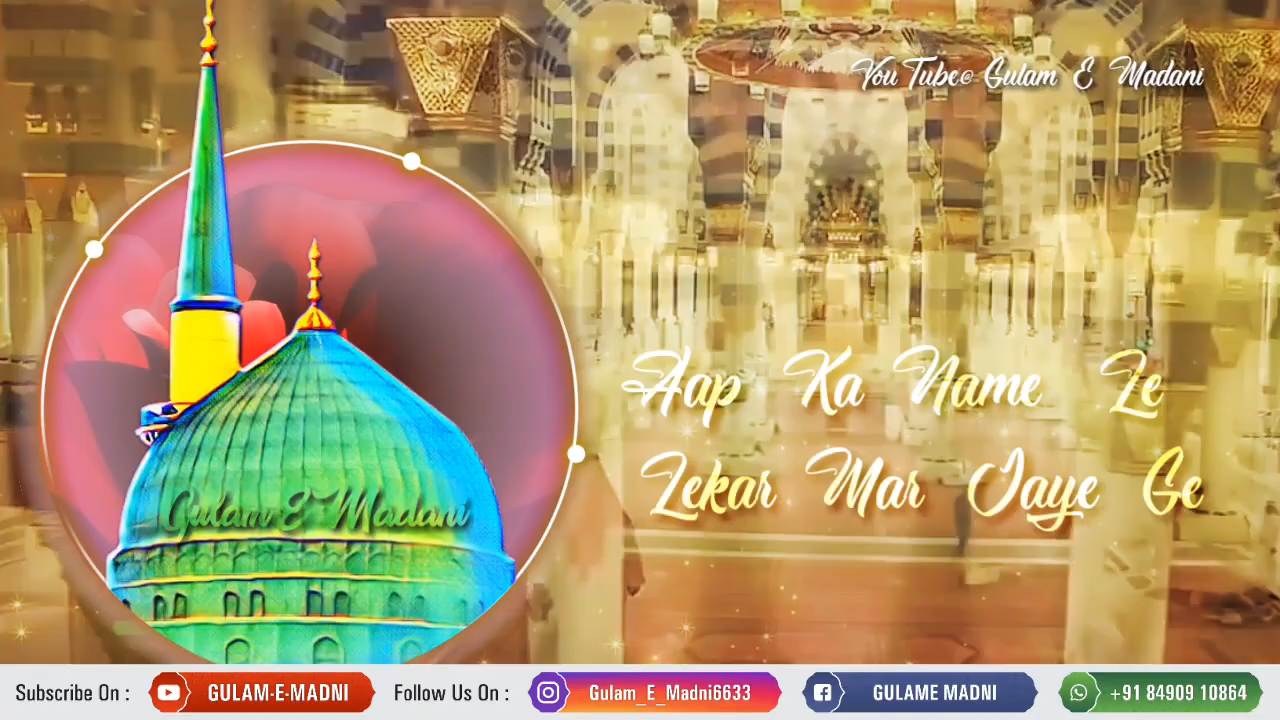 You Tube@ Gulam E Madani
Aap Ka Name Le
Lekar Mar Jaye Ge
Gulam E Madani
Subscribe On : GULAM-E-MADNI Follow Us On : Gulam_E_Madni6633 GULAME MADNI +91 84909 10864